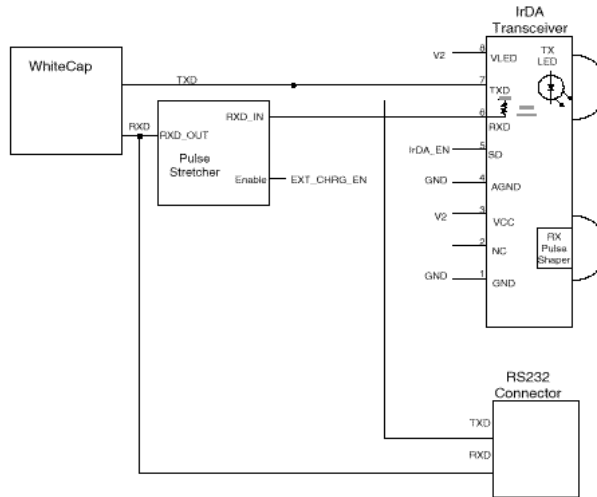 IrDA
Transceiver
WhiteCap
V2
8
VLED
TX
LED
TXD
7
TXD
RXD_IN
6
RXD
RXD
RXD_OUT
Pulse
Stretcher
IrDA_EN
5
SD
Enable
EXT_CHRG_EN
GND
4
AGND
V2
3
VCC
2
NC
RX
Pulse
Shaper
GND
1
GND
RS232
Connector
TXD
RXD